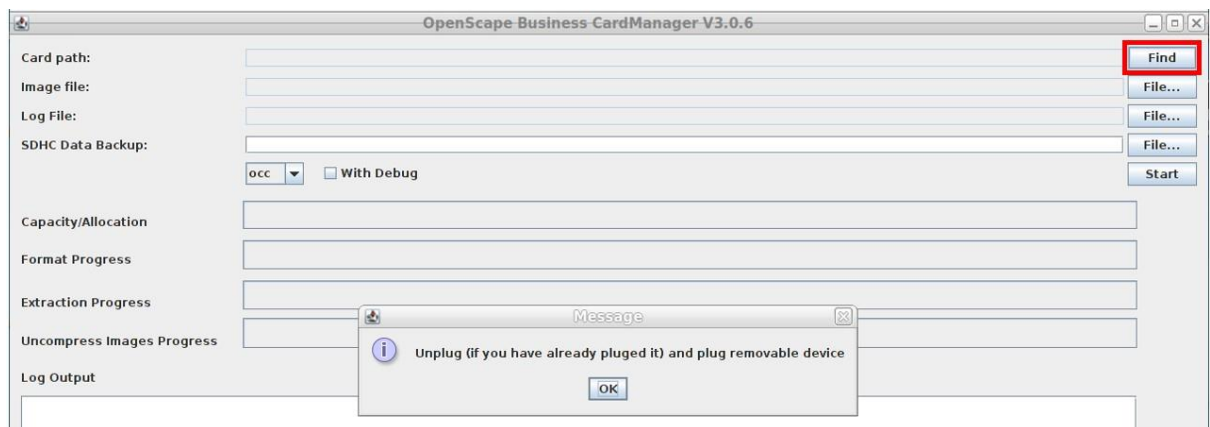 OpenScape Business CardManager V3.0.6
Card path: Find
Image file: File...
Log File: File...
SDHC Data Backup: File...
occ With Debug Start
Capacity/Allocation
Format Progress
Extraction Progress
Message
Uncompress Images Progress
Unplug (if you have already pluged it) and plug removable device
Log Output
OK